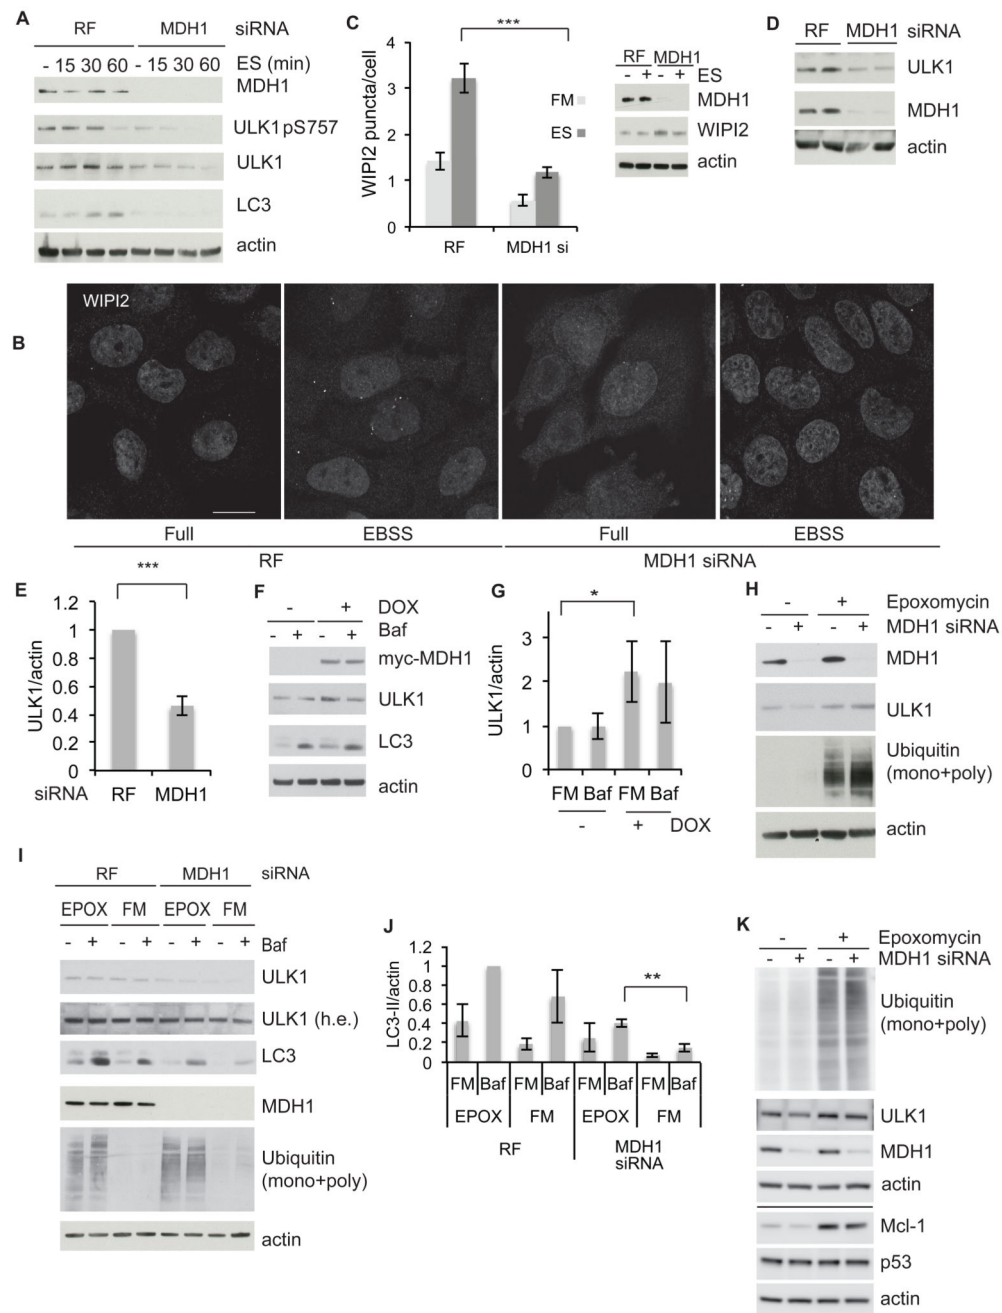 A
RF MDH1 siRNA
- 15 30 60 - 15 30 60 ES (min)
MDH1
ULK1 pS757
ULK1
LC3
actin
C
***
WIPI2 puncta/cell
4
3
2
1
0
FM
ES
RF MDH1 si
RF MDH1
- + - + ES
MDH1
WIPI2
actin
D
RF MDH1 siRNA
ULK1
MDH1
actin
B
WIPI2
Full EBSS Full EBSS
RF MDH1 siRNA
E
***
ULK1/actin
1.2
1
0.8
0.6
0.4
0.2
0
siRNA RF MDH1
F
- + DOX
- + - + Baf
myc-MDH1
ULK1
LC3
actin
G
*
ULK1/actin
3
2
1
0
FM Baf FM Baf
- + DOX
H
- + Epoxomycin
- + - + MDH1 siRNA
MDH1
ULK1
Ubiquitin
(mono+poly)
actin
I
RF MDH1 siRNA
EPOX FM EPOX FM
- + - + - + - + Baf
ULK1
ULK1 (h.e.)
LC3
MDH1
Ubiquitin
(mono+poly)
actin
J
**
LC3-II/actin
1.2
1
0.8
0.6
0.4
0.2
0
FM Baf FM Baf FM Baf FM Baf
EPOX FM EPOX FM
RF MDH1
siRNA
K
- + Epoxomycin
- + - + MDH1 siRNA
Ubiquitin
(mono+poly)
ULK1
MDH1
actin
Mcl-1
p53
actin